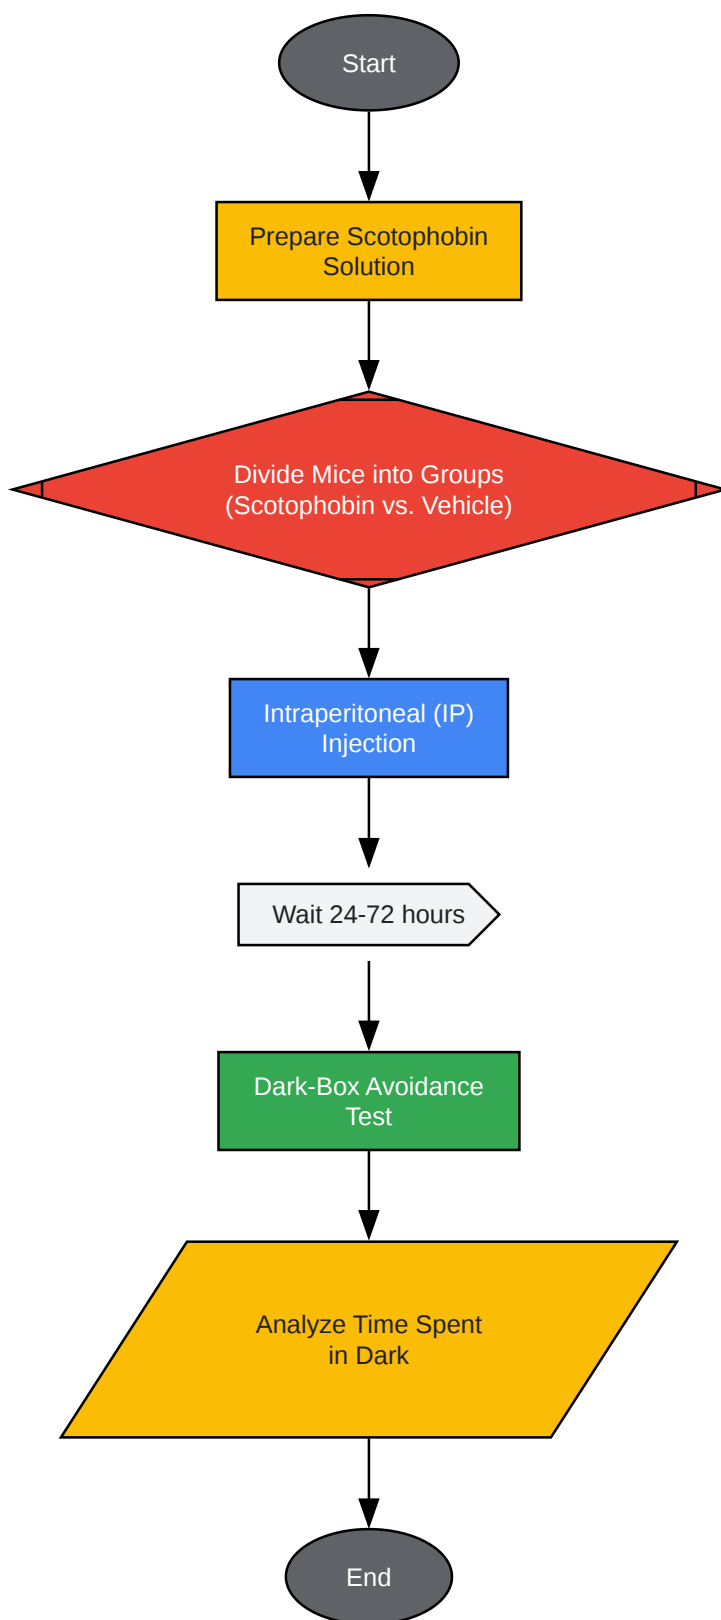 Start
Prepare Scotophobin
Solution
Divide Mice into Groups
(Scotophobin vs. Vehicle)
Intraperitoneal (IP)
Injection
Wait 24-72 hours
Dark-Box Avoidance
Test
Analyze Time Spent
in Dark
End